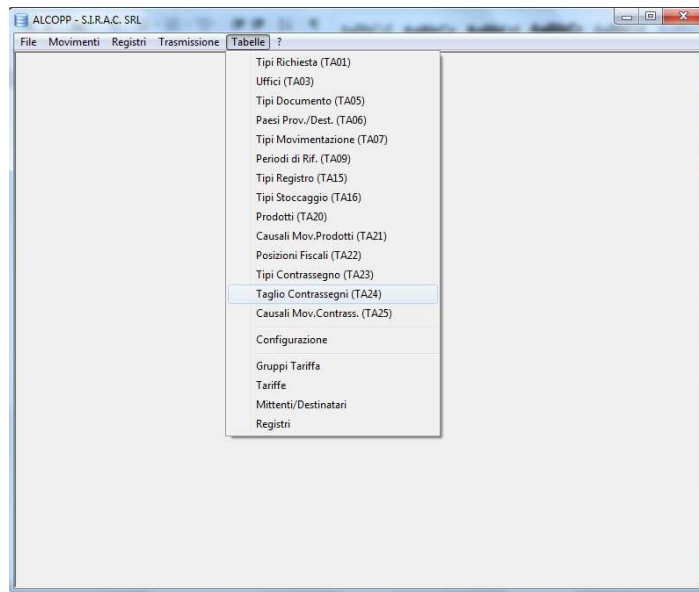 ALCOPP - S.I.R.A.C. SRL
File Movimenti Registri Trasmissione Tabelle ?
Tipi Richiesta (TA01)
Uffici (TA03)
Tipi Documento (TA05)
Paesi Prov./Dest. (TA06)
Tipi Movimentazione (TA07)
Periodi di Rif. (TA09)
Tipi Registro (TA15)
Tipi Stoccaggio (TA16)
Prodotti (TA20)
Causali Mov.Prodotti (TA21)
Posizioni Fiscali (TA22)
Tipi Contrassegno (TA23)
Taglio Contrassegni (TA24)
Causali Mov.Contrass. (TA25)
Configurazione
Gruppi Tariffa
Tariffe
Mittenti/Destinatari
Registri